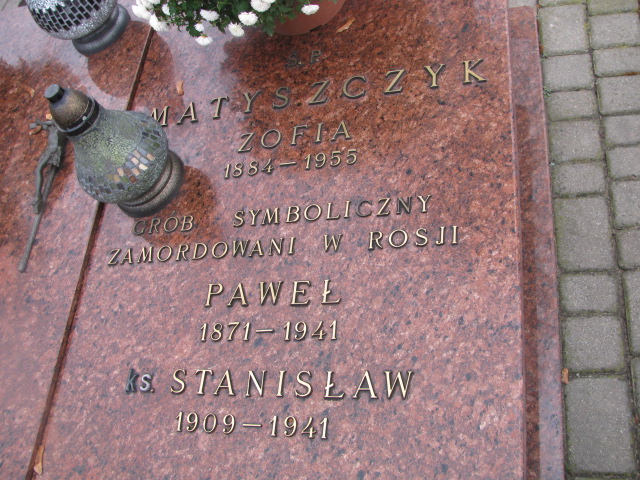 Ś.P.
MATYSZCZYK
ZOFIA
1884-1955
GRÓB SYMBOLICZNY
ZAMORDOWANI W ROSJI
PAWEŁ
1871-1941
ks. STANISŁAW
1909-1941